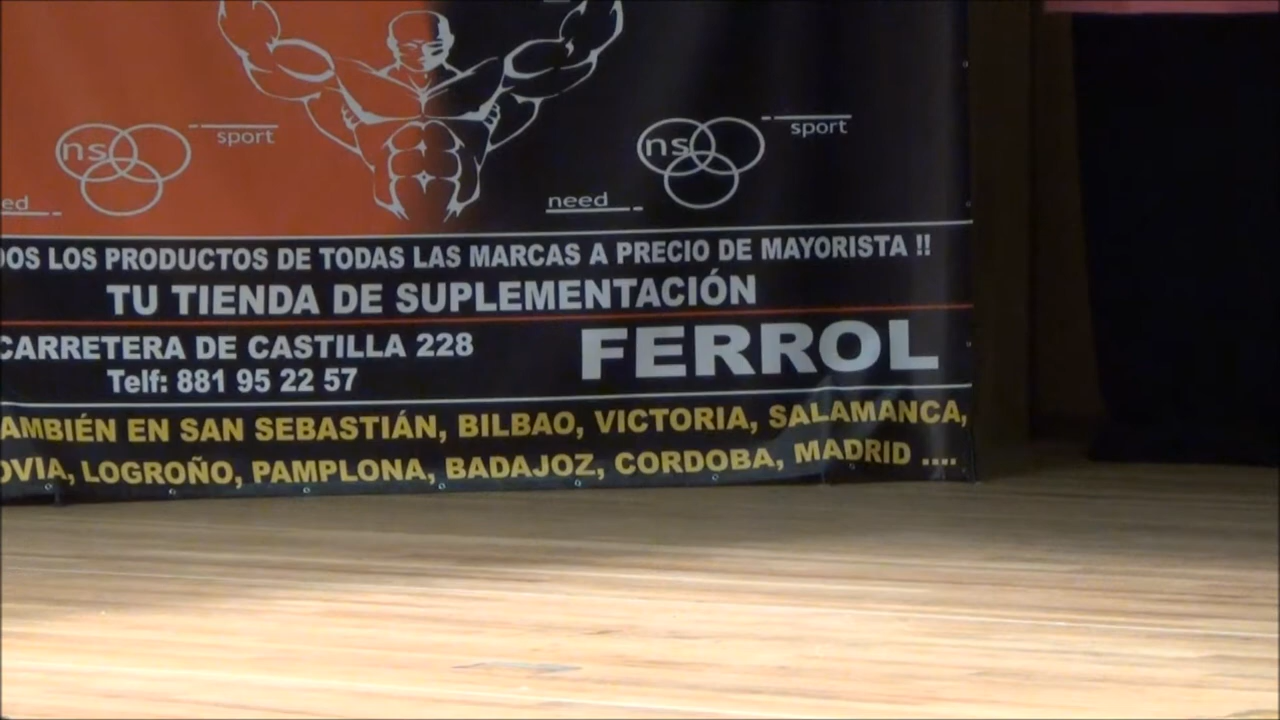 ns sport
ns sport
ed
need
DOS LOS PRODUCTOS DE TODAS LAS MARCAS A PRECIO DE MAYORISTA !!
TU TIENDA DE SUPLEMENTACIÓN
CARRETERA DE CASTILLA 228
FERROL
Telf: 881 95 22 57
AMBIÉN EN SAN SEBASTIÁN, BILBAO, VICTORIA, SALAMANCA,
OVIA, LOGROÑO, PAMPLONA, BADAJOZ, CORDOBA, MADRID ....